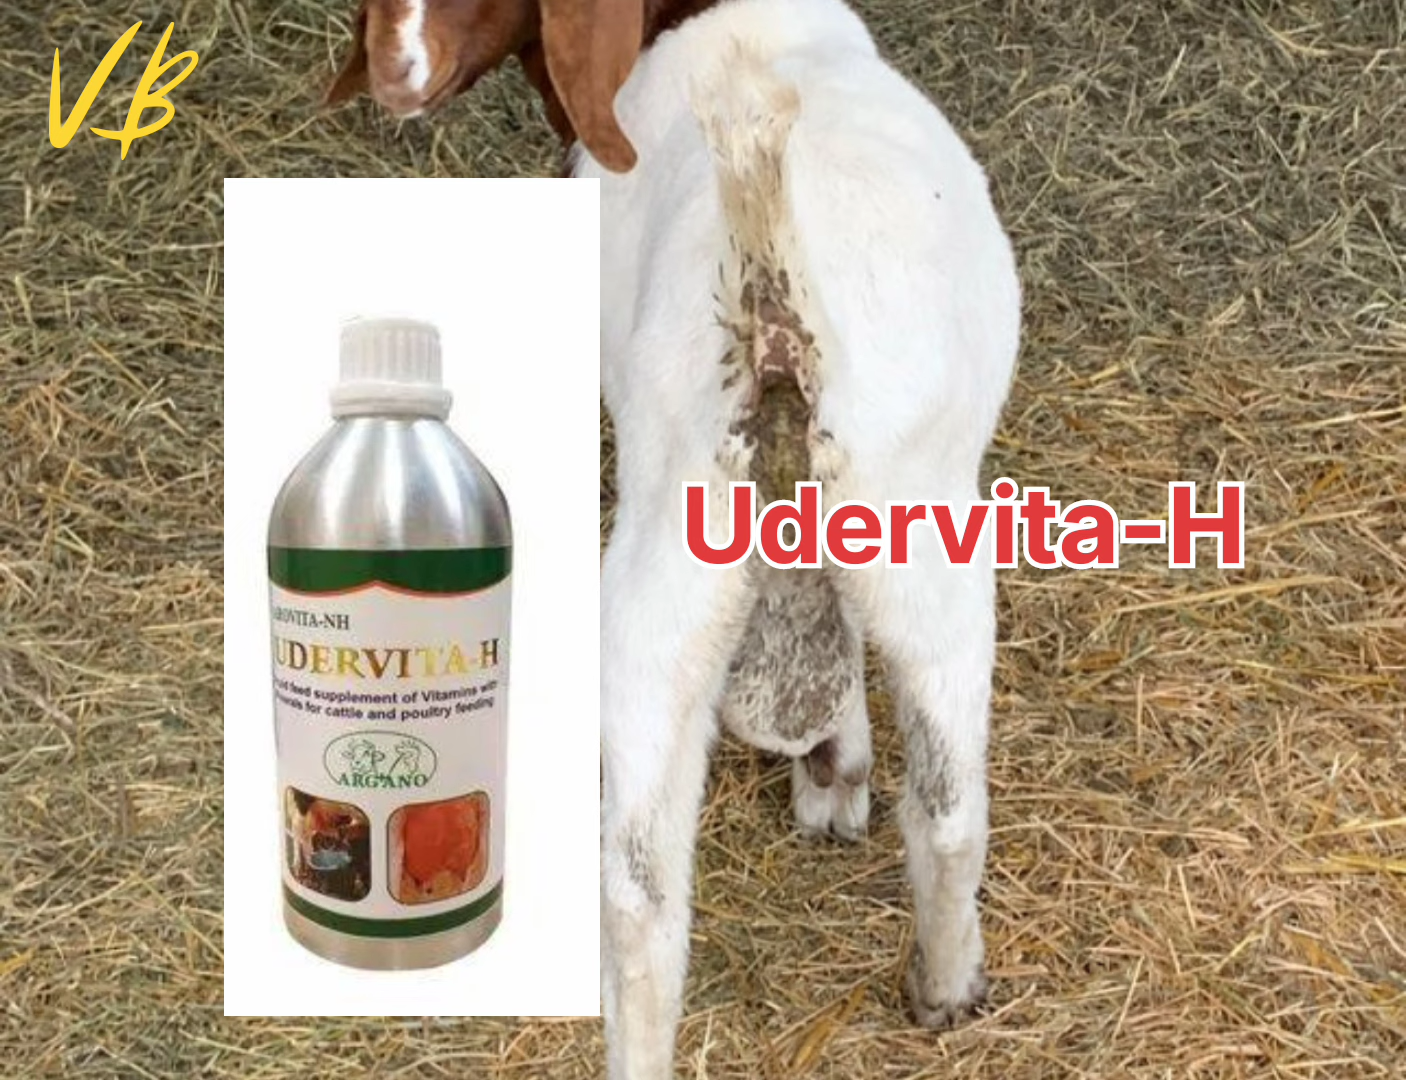 VB
UDERVITA-H
feed supplement of Vitamins with
for cattle and poultry feeding
ARGANO
Udervita-H